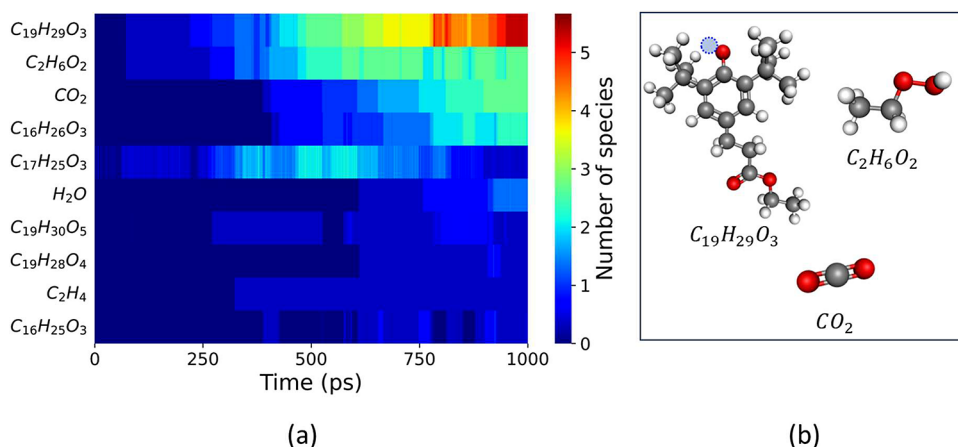 C₁₉H₂₉O₃
C₂H₆O₂
CO₂
C₁₆H₂₆O₃
C₁₇H₂₅O₃
H₂O
C₁₉H₃₀O₅
C₁₉H₂₈O₄
C₂H₄
C₁₆H₂₅O₃
0 250 500 750 1000
Time (ps)
5
4
3
2
1
0
Number of species
C₁₉H₂₉O₃
C₂H₆O₂
CO₂
(a)
(b)